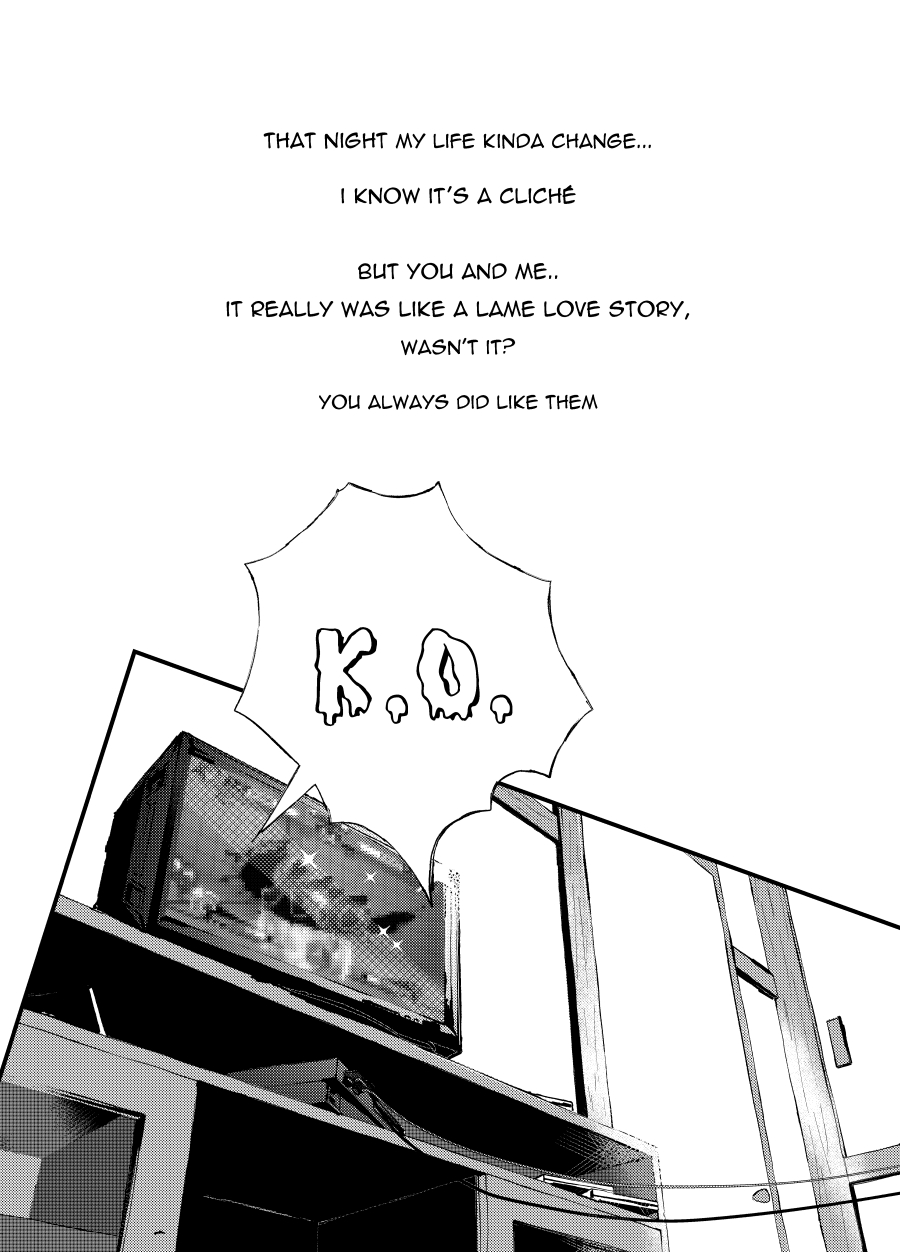 THAT NIGHT MY LIFE KINDA CHANGE...
I KNOW IT'S A CLICHÉ
BUT YOU AND ME..
IT REALLY WAS LIKE A LAME LOVE STORY,
WASN'T IT?
YOU ALWAYS DID LIKE THEM
K.O.